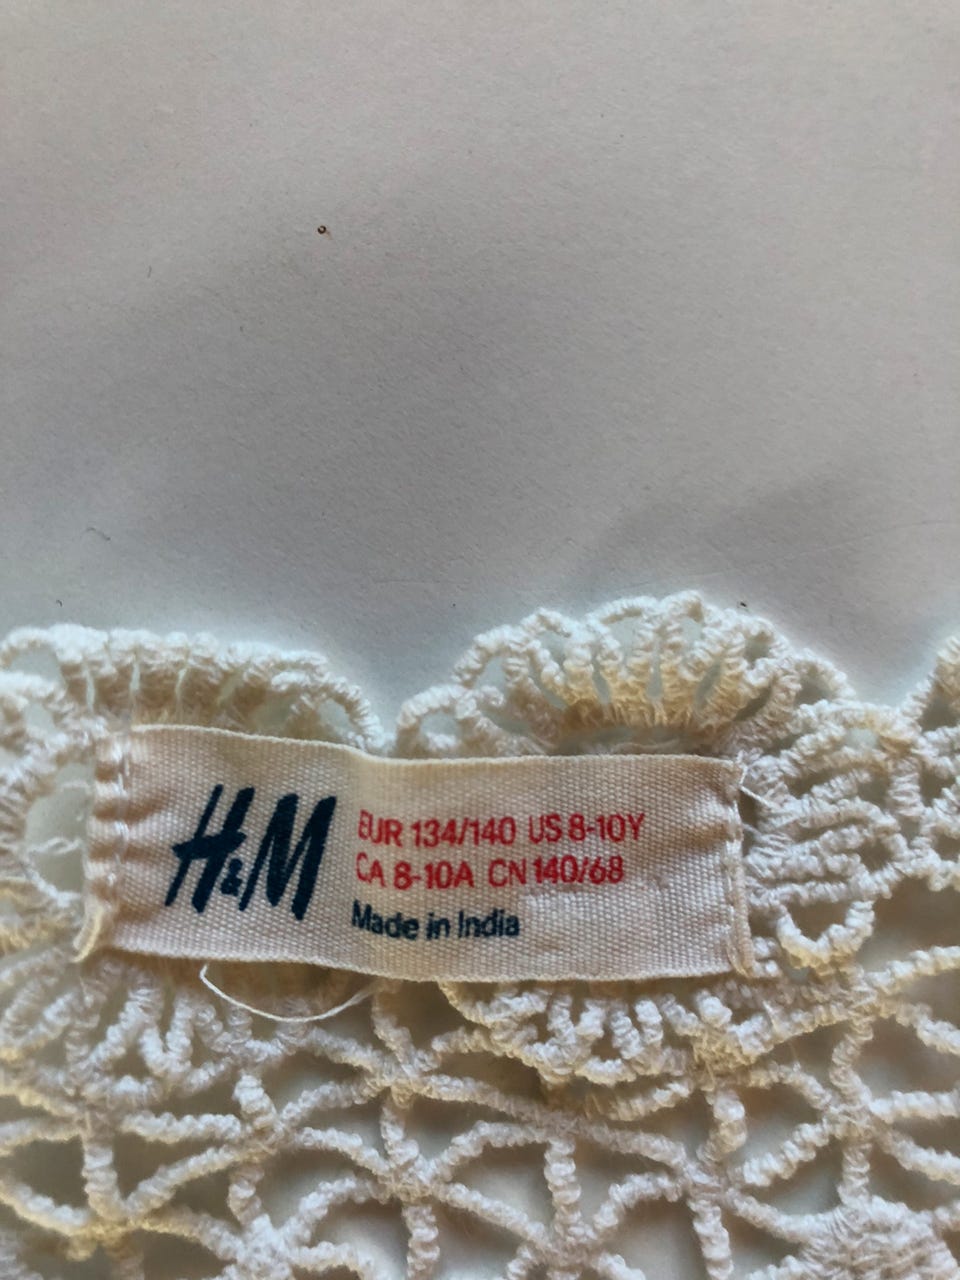 H&M
EUR 134/140 US 8-10Y
CA 8-10A CN 140/68
Made in India